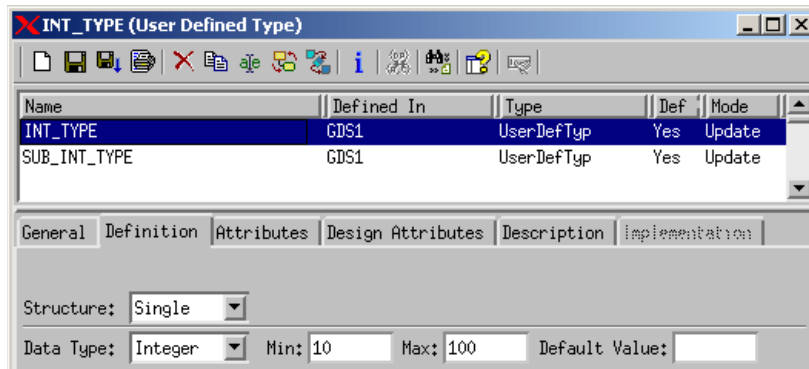 INT_TYPE (User Defined Type)
Name Defined In Type Def Mode
INT_TYPE GDS1 UserDefTyp Yes Update
SUB_INT_TYPE GDS1 UserDefTyp Yes Update
General Definition Attributes Design Attributes Description Implementation
Structure: Single
Data Type: Integer Min: 10 Max: 100 Default Value: